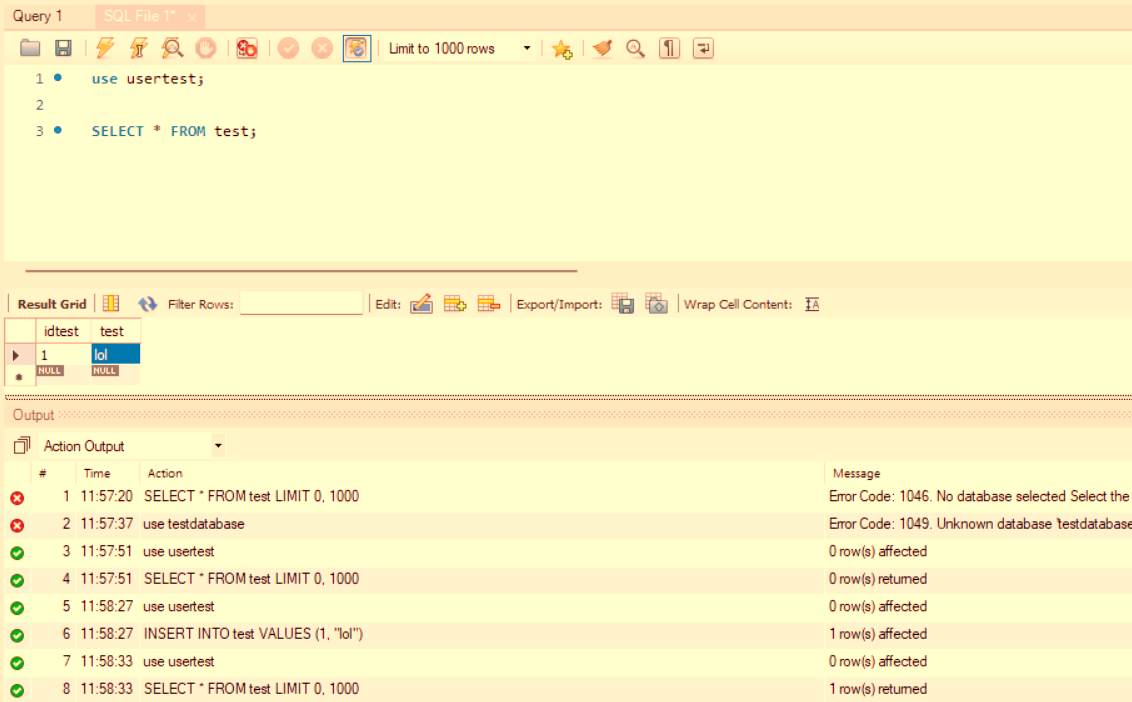 Query 1 SQL File 1* ×
Limit to 1000 rows
1 use usertest;
2
3 SELECT * FROM test;
Result Grid Filter Rows: Edit: Export/Import: Wrap Cell Content: IA
idtest test
1 lol
NULL NULL
Output
Action Output
# Time Action Message
1 11:57:20 SELECT * FROM test LIMIT 0, 1000 Error Code: 1046. No database selected Select the
2 11:57:37 use testdatabase Error Code: 1049. Unknown database 'testdatabase
3 11:57:51 use usertest 0 row(s) affected
4 11:57:51 SELECT * FROM test LIMIT 0, 1000 0 row(s) returned
5 11:58:27 use usertest 0 row(s) affected
6 11:58:27 INSERT INTO test VALUES (1, "lol") 1 row(s) affected
7 11:58:33 use usertest 0 row(s) affected
8 11:58:33 SELECT * FROM test LIMIT 0, 1000 1 row(s) returned